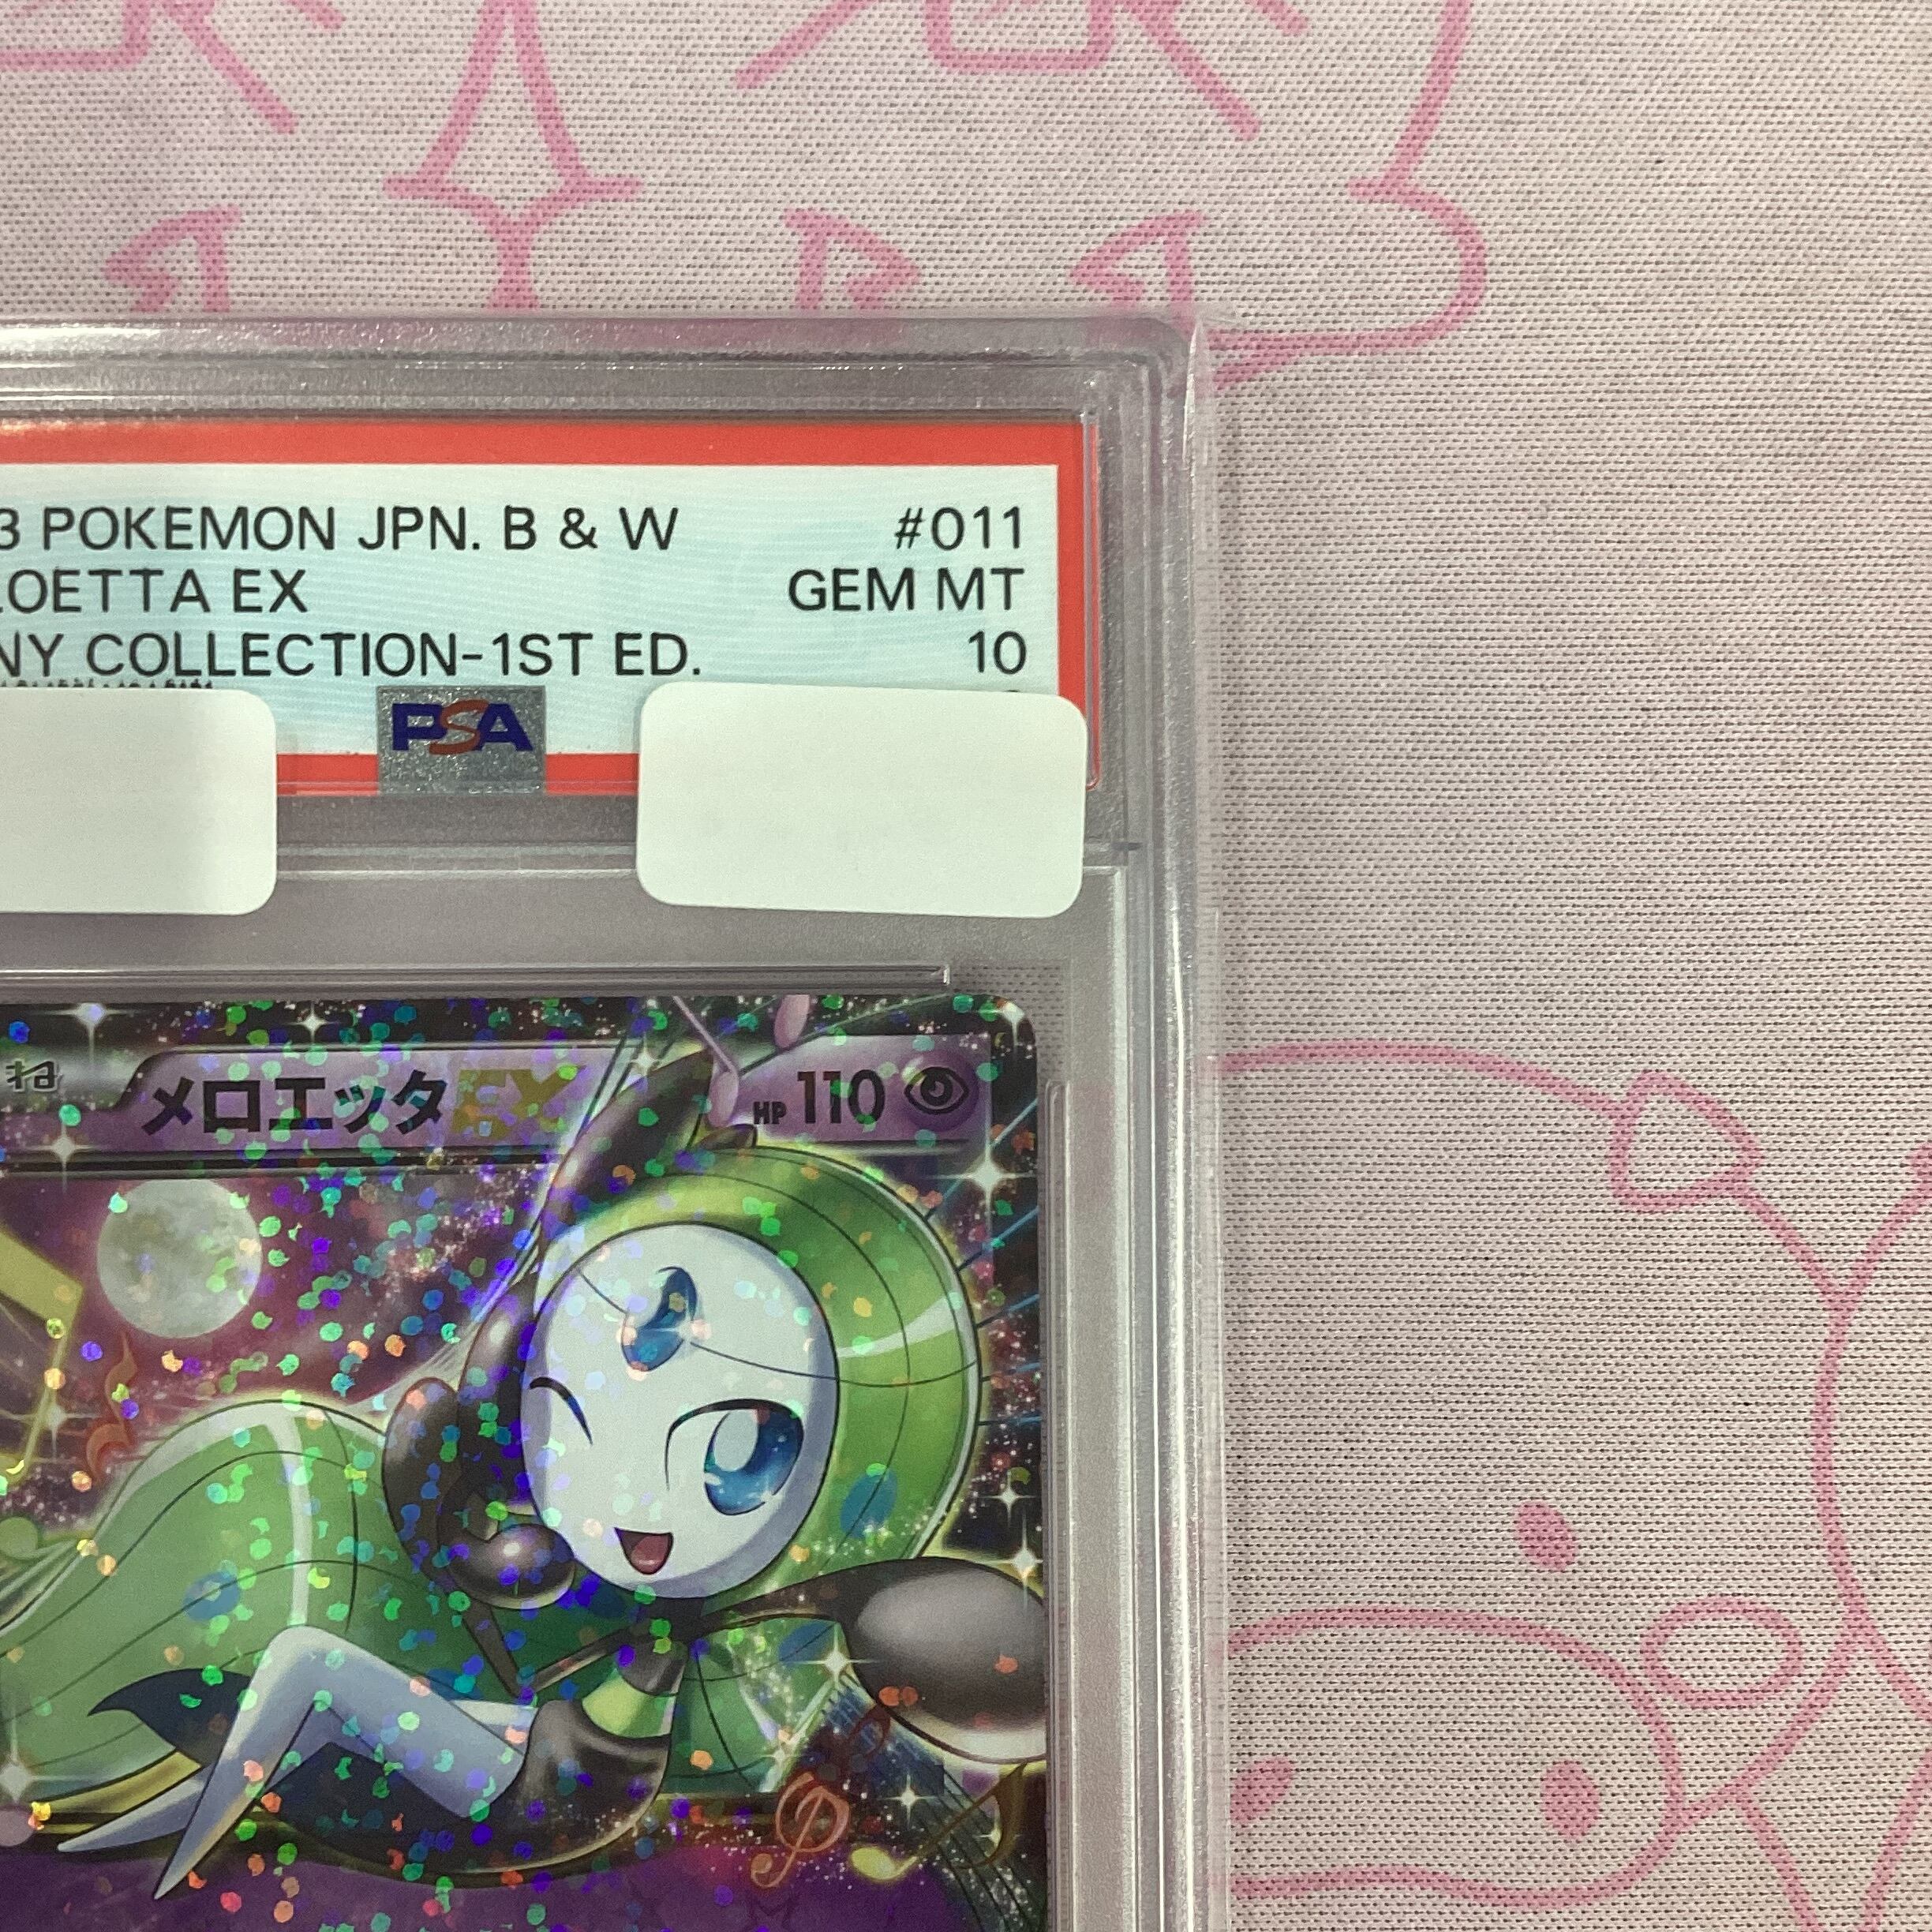 3 POKEMON JPN. B & W #011
LOETTA EX GEM MT
NY COLLECTION-1ST ED. 10
PSA
ね メロエッタEX HP 110